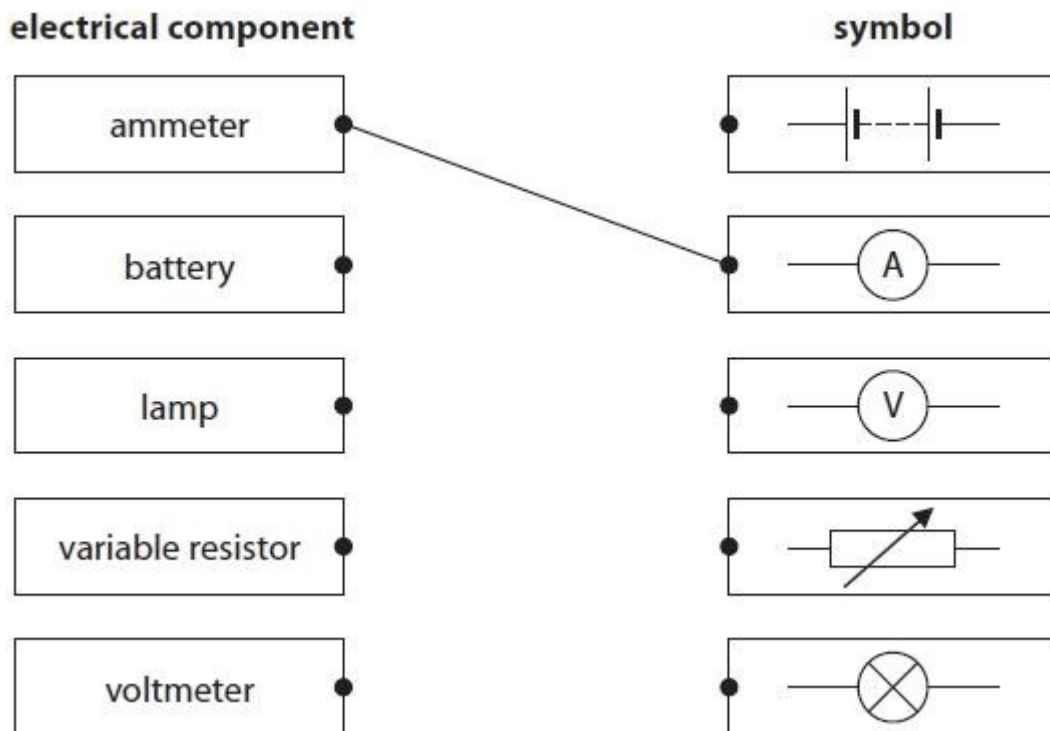 electrical component
symbol
ammeter
battery
A
lamp
V
variable resistor
voltmeter